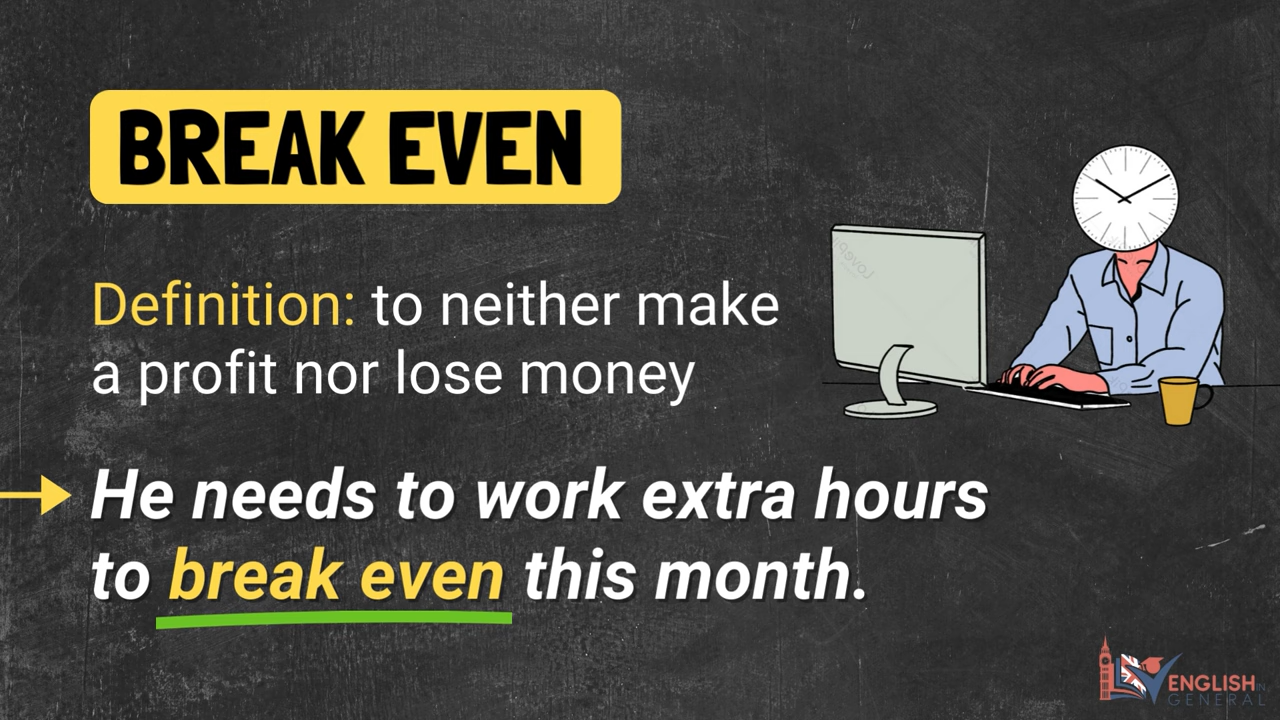 BREAK EVEN
Definition: to neither make
a profit nor lose money
He needs to work extra hours
to break even this month.
ENGLISH IN
GENERAL